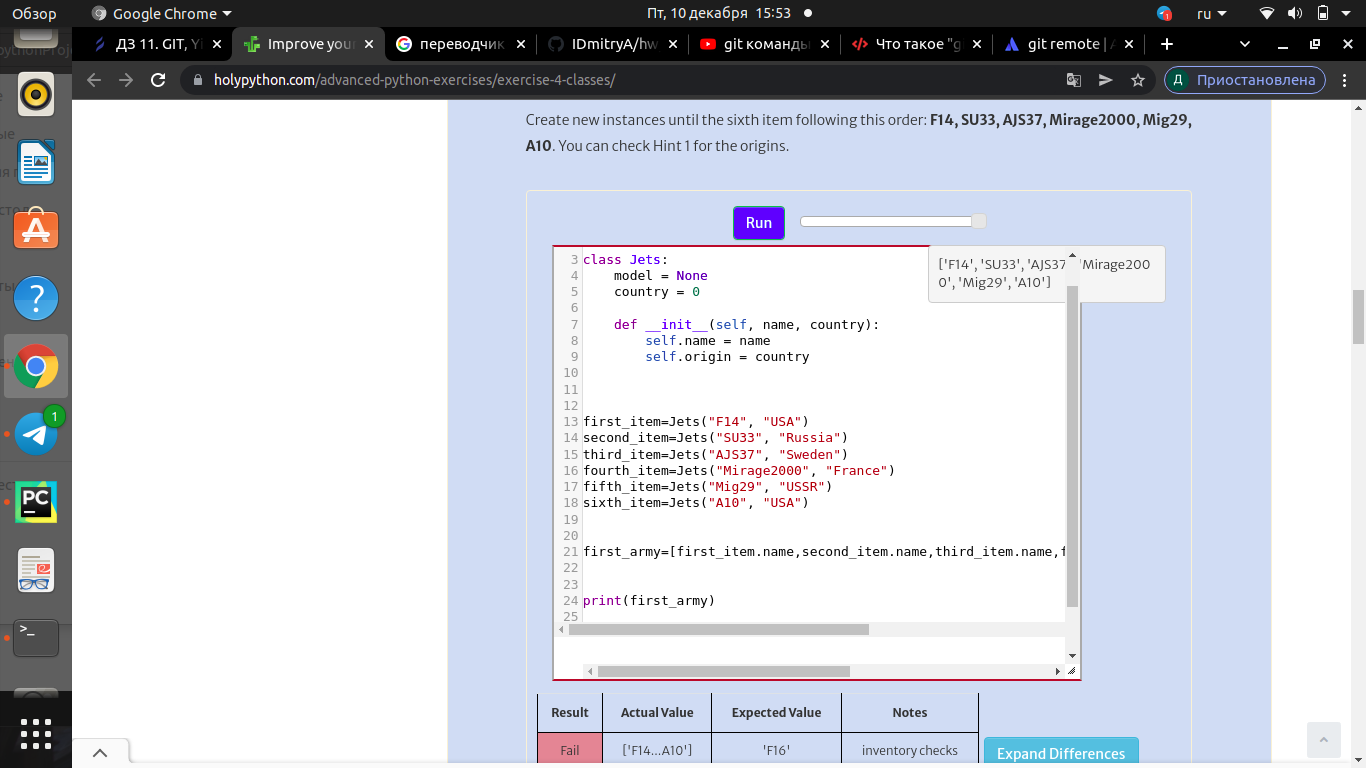 Обзор
Google Chrome
Пт, 10 декабря 15:53
1
ru
ДЗ 11. GIT, Yi
Improve your
переводчик
IDmitryA/hw
git команды
Что такое "g
git remote | A
holypython.com/advanced-python-exercises/exercise-4-classes/
Д
Приостановлена
Create new instances until the sixth item following this order: F14, SU33, AJS37, Mirage2000, Mig29,
A10. You can check Hint 1 for the origins.
Run
['F14', 'SU33', 'AJS37 'Mirage200
0', 'Mig29', 'A10']
3 class Jets:
4 model = None
5 country = 0
6
7 def __init__(self, name, country):
8 self.name = name
9 self.origin = country
10
11
12
13 first_item=Jets("F14", "USA")
14 second_item=Jets("SU33", "Russia")
15 third_item=Jets("AJS37", "Sweden")
16 fourth_item=Jets("Mirage2000", "France")
17 fifth_item=Jets("Mig29", "USSR")
18 sixth_item=Jets("A10", "USA")
19
20
21 first_army=[first_item.name,second_item.name,third_item.name,f
22
23
24 print(first_army)
25
Result Actual Value Expected Value Notes
Fail ['F14...A10'] 'F16' inventory checks
Expand Differences
1
PC
>_